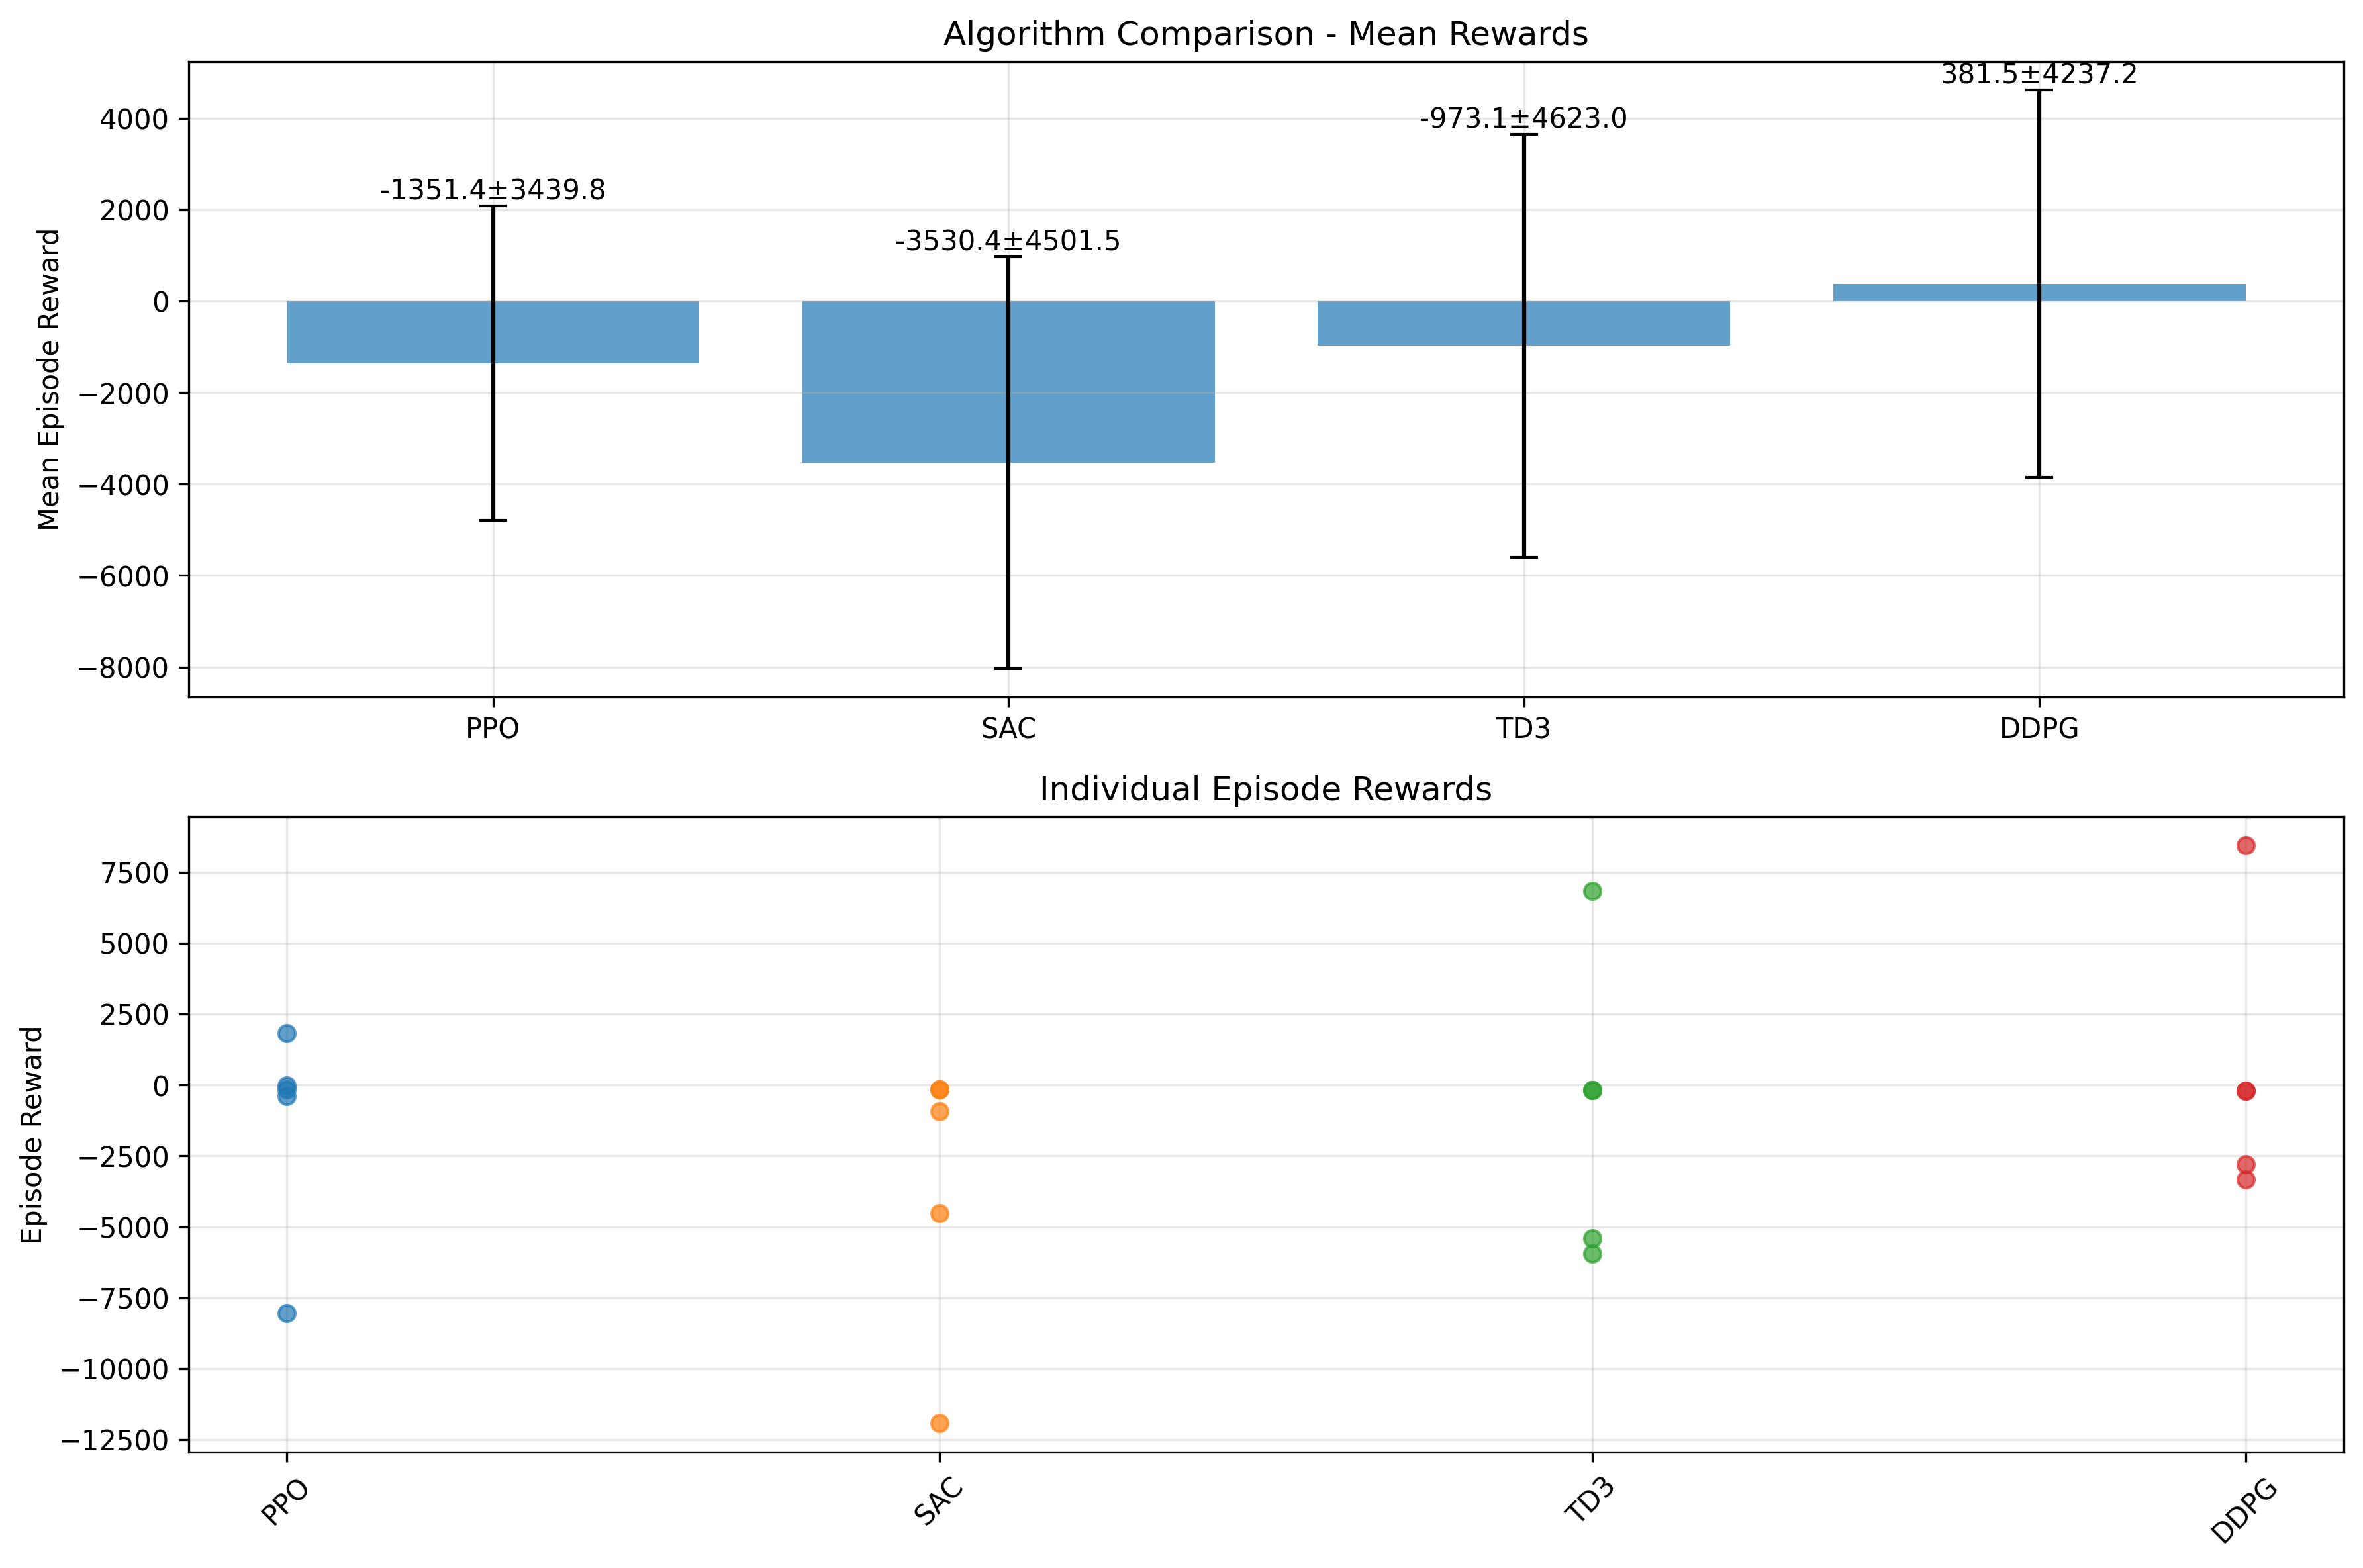 Algorithm Comparison - Mean Rewards
Mean Episode Reward
4000
2000
0
−2000
−4000
−6000
−8000
-1351.4±3439.8
-3530.4±4501.5
-973.1±4623.0
381.5±4237.2
PPO
SAC
TD3
DDPG
Individual Episode Rewards
Episode Reward
7500
5000
2500
0
−2500
−5000
−7500
−10000
−12500
PPO
SAC
TD3
DDPG